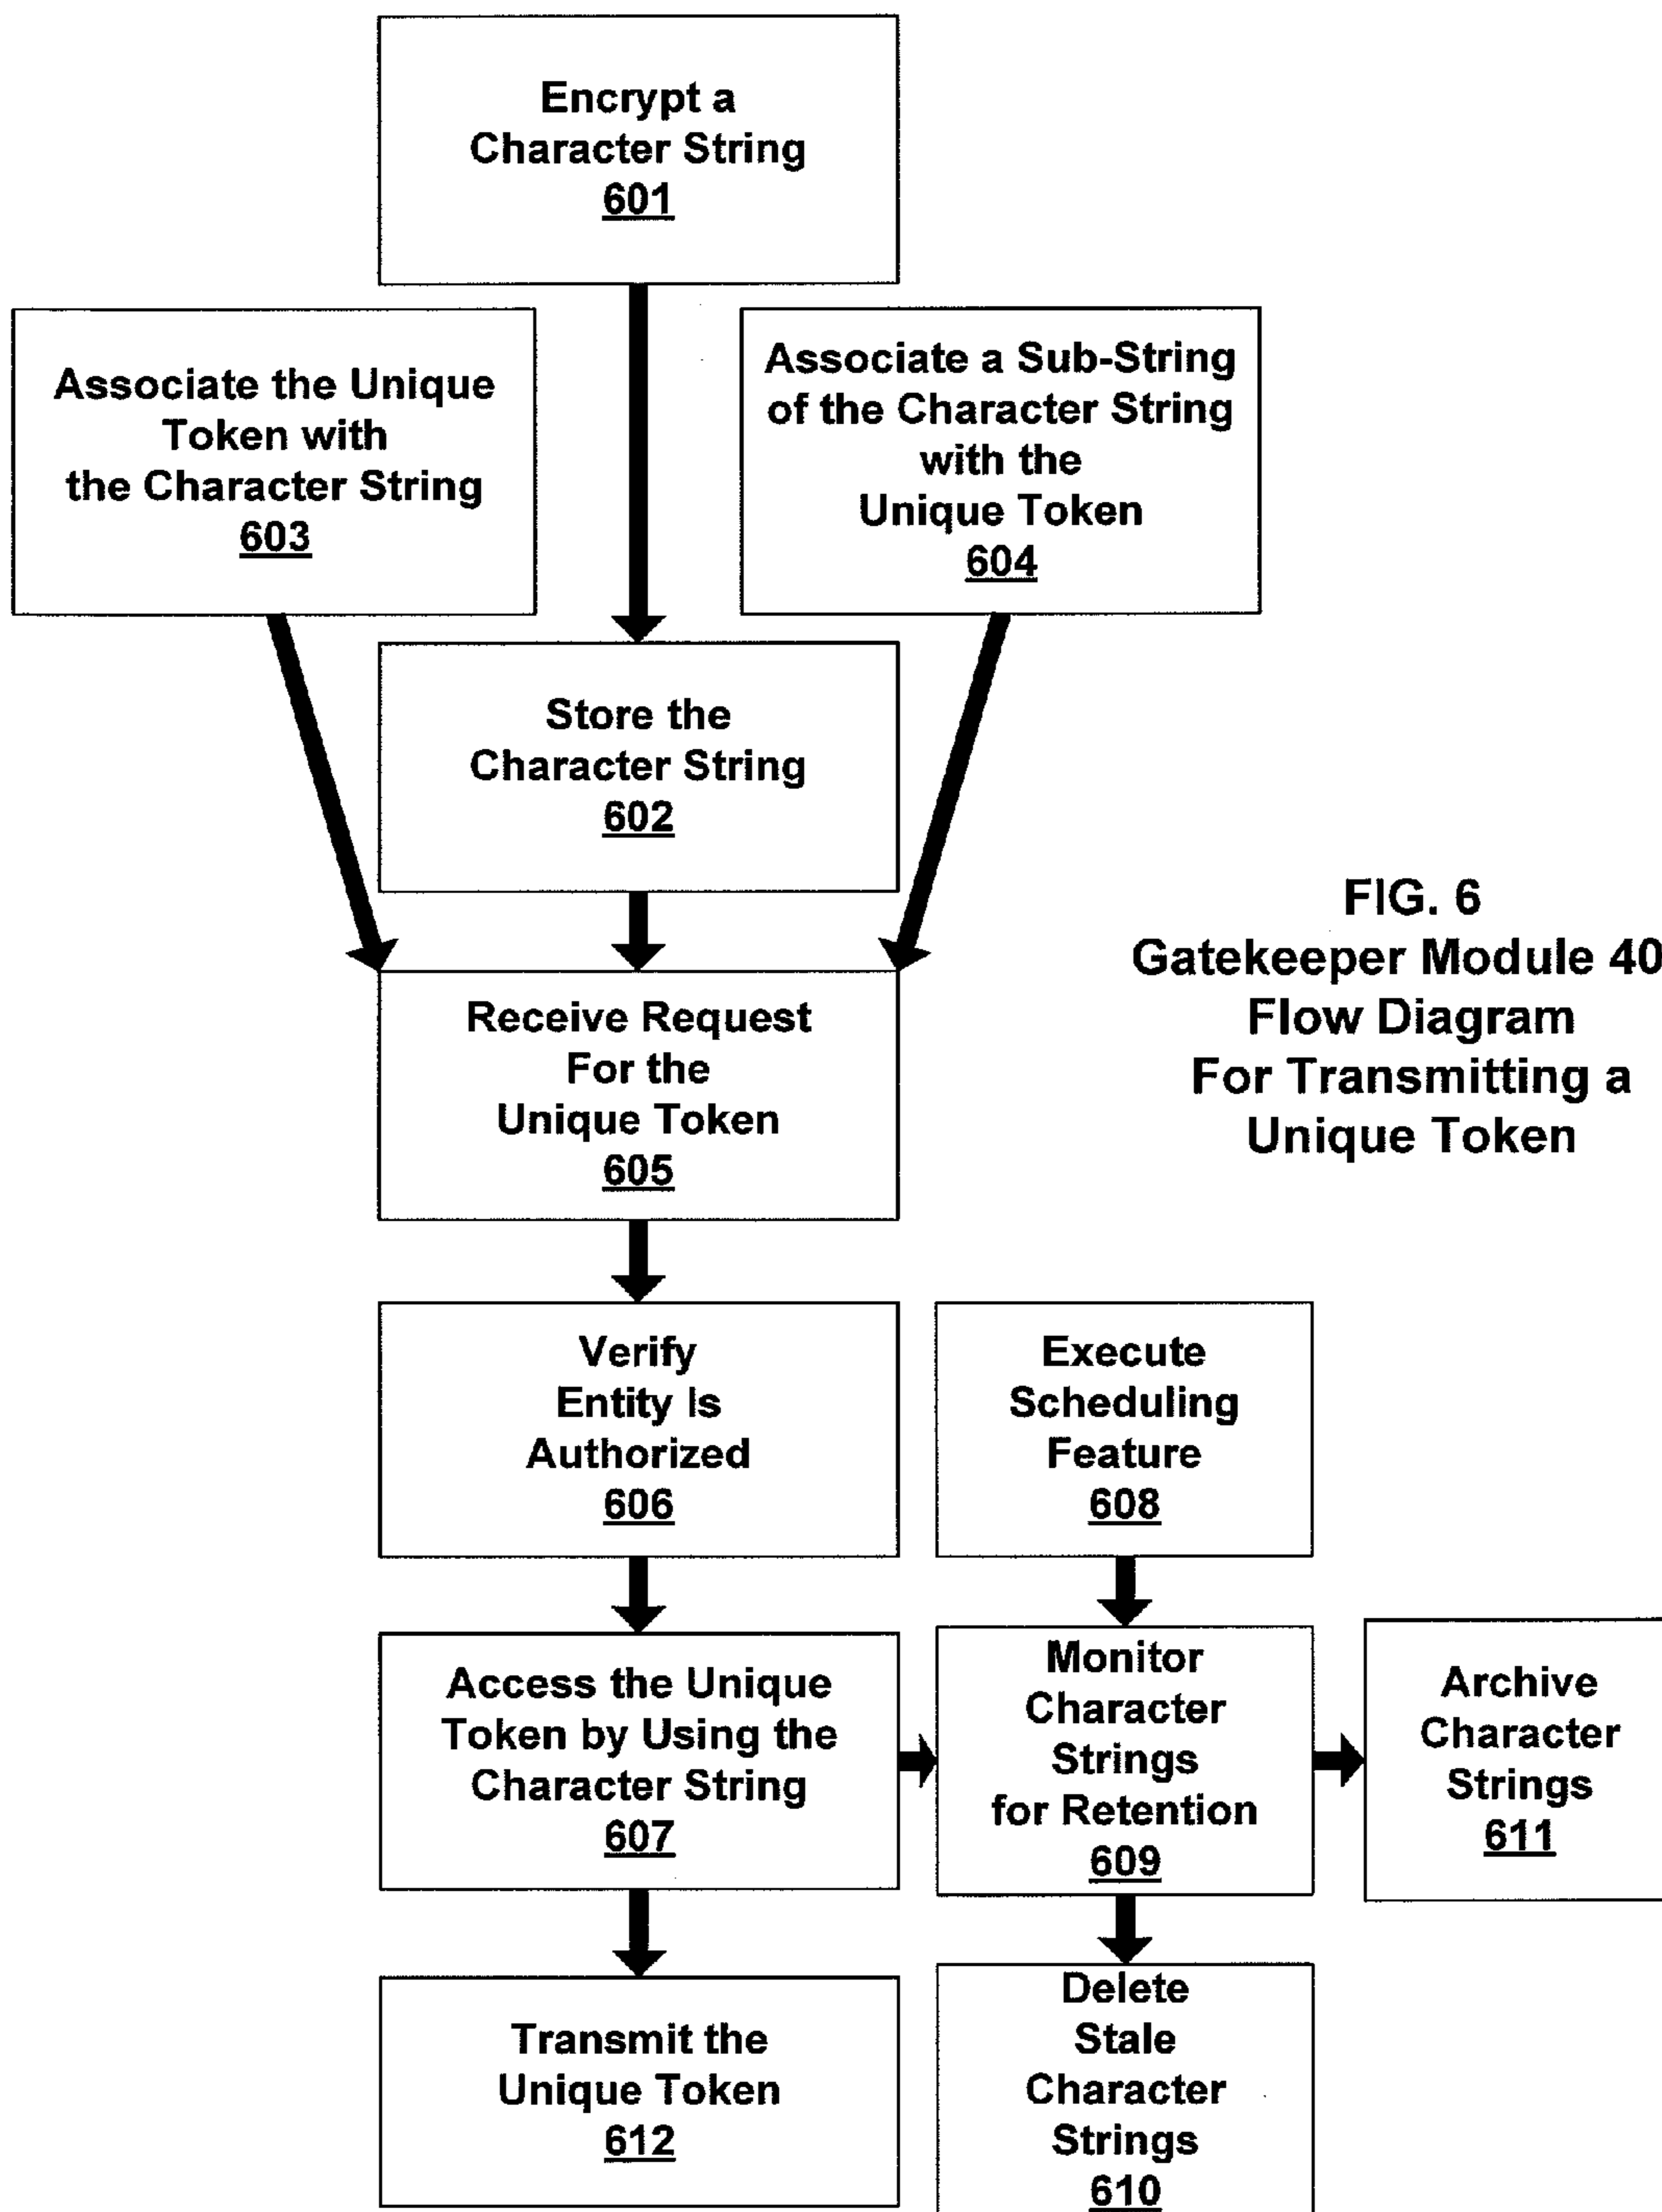 Encrypt a
Character String
601
Associate the Unique
Token with
the Character String
603
Associate a Sub-String
of the Character String
with the
Unique Token
604
Store the
Character String
602
FIG. 6
Gatekeeper Module 40
Flow Diagram
For Transmitting a
Unique Token
Receive Request
For the
Unique Token
605
Verify
Entity Is
Authorized
606
Execute
Scheduling
Feature
608
Access the Unique
Token by Using the
Character String
607
Monitor
Character
Strings
for Retention
609
Archive
Character
Strings
611
Transmit the
Unique Token
612
Delete
Stale
Character
Strings
610